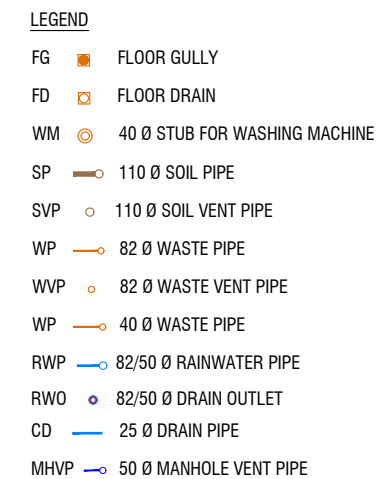 LEGEND
FG FLOOR GULLY
FD FLOOR DRAIN
WM 40 Ø STUB FOR WASHING MACHINE
SP 110 Ø SOIL PIPE
SVP 110 Ø SOIL VENT PIPE
WP 82 Ø WASTE PIPE
WVP 82 Ø WASTE VENT PIPE
WP 40 Ø WASTE PIPE
RWP 82/50 Ø RAINWATER PIPE
RWO 82/50 Ø DRAIN OUTLET
CD 25 Ø DRAIN PIPE
MHVP 50 Ø MANHOLE VENT PIPE